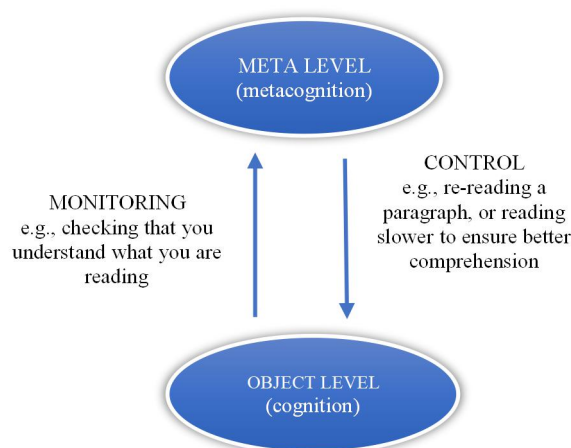 META LEVEL
(metacognition)
MONITORING
e.g., checking that you
understand what you are
reading
CONTROL
e.g., re-reading a
paragraph, or reading
slower to ensure better
comprehension
OBJECT LEVEL
(cognition)